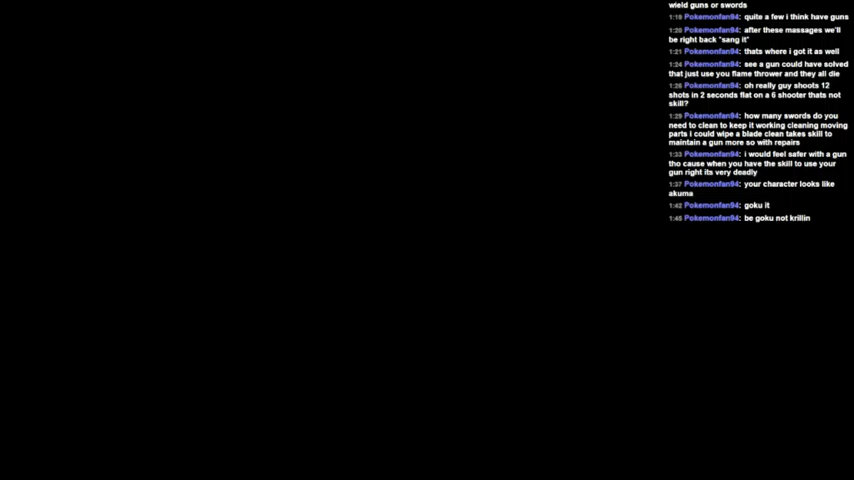 wield guns or swords
1:19 Pokemonfan94: quite a few i think have guns
1:20 Pokemonfan94: after these massages we'll
be right back "sang it"
1:21 Pokemonfan94: thats where i got it as well
1:24 Pokemonfan94: see a gun could have solved
that just use you flame thrower and they all die
1:26 Pokemonfan94: oh really guy shoots 12
shots in 2 seconds flat on a 6 shooter thats not
skill?
1:29 Pokemonfan94: how many swords do you
need to clean to keep it working cleaning moving
parts i could wipe a blade clean takes skill to
maintain a gun more so with repairs
1:33 Pokemonfan94: i would feel safer with a gun
tho cause when you have the skill to use your
gun right its very deadly
1:37 Pokemonfan94: your character looks like
akuma
1:42 Pokemonfan94: goku it
1:45 Pokemonfan94: be goku not krillin